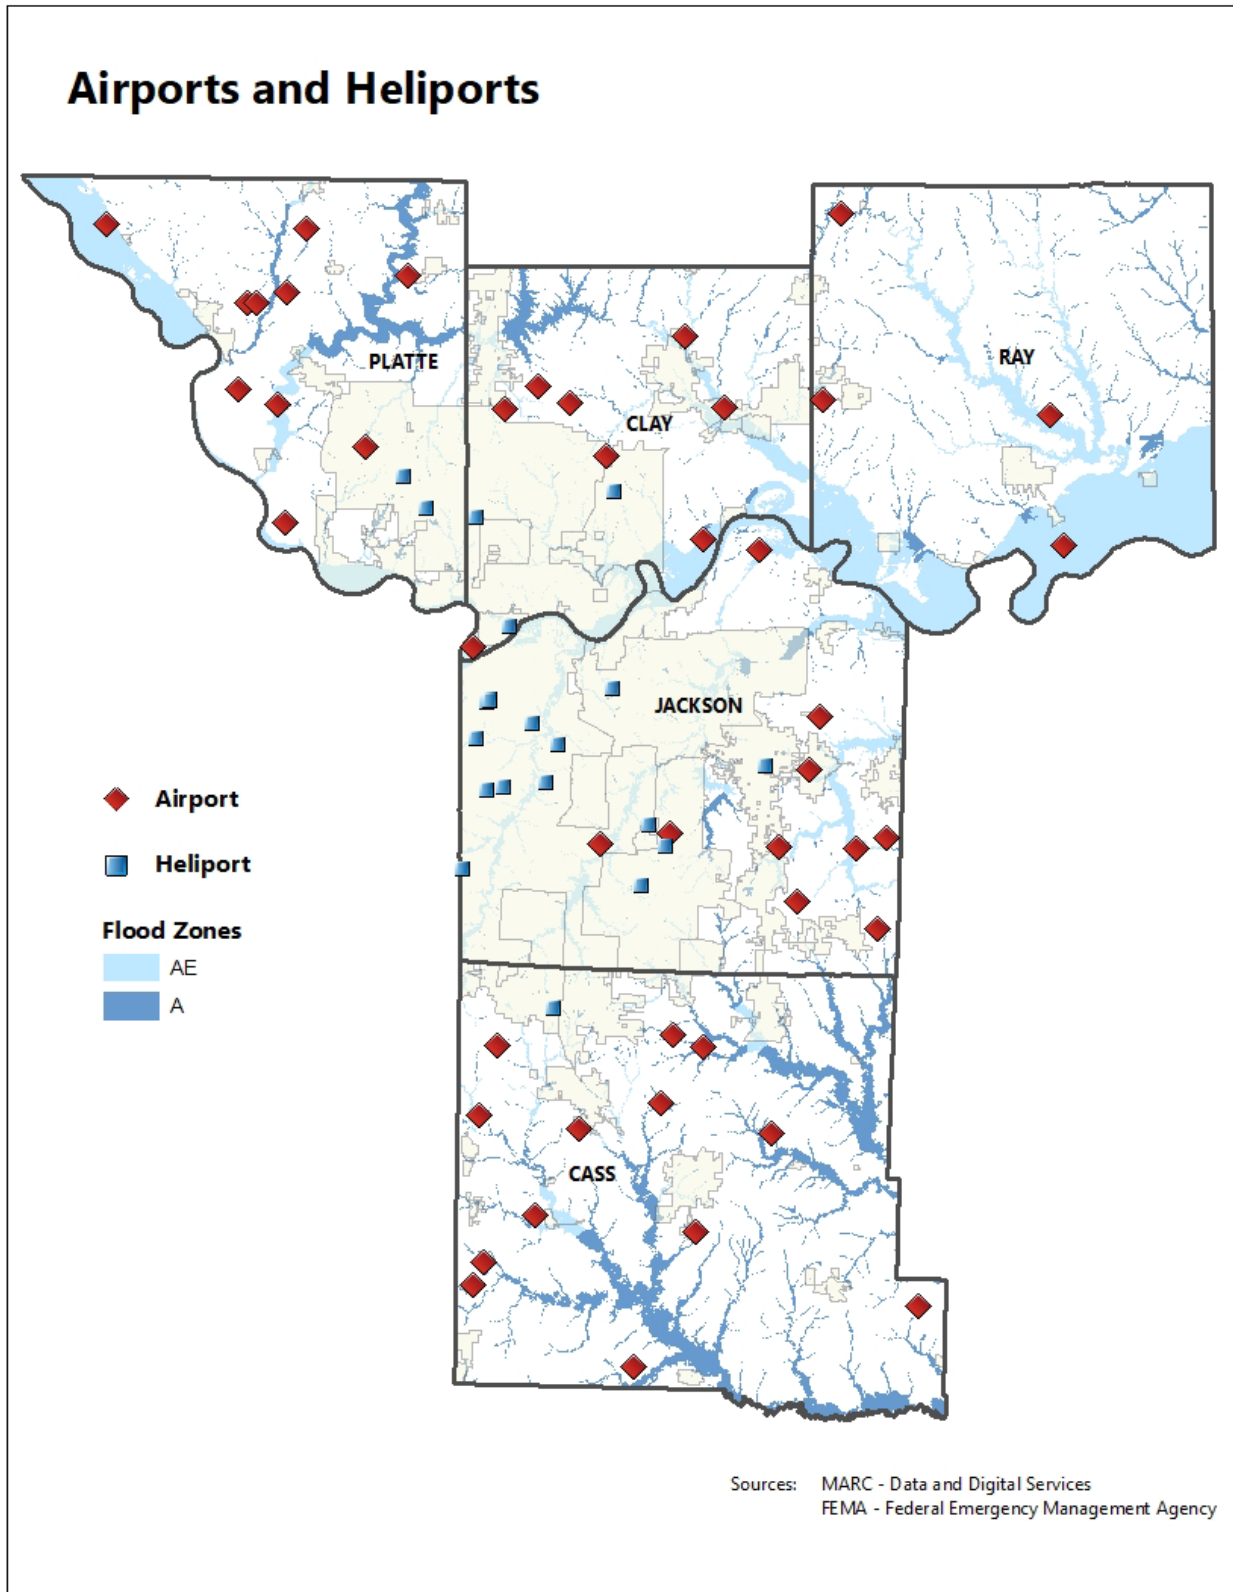 Airports and Heliports
PLATTE
RAY
CLAY
JACKSON
Airport
Heliport
Flood Zones
AE
A
CASS
Sources: MARC - Data and Digital Services
FEMA - Federal Emergency Management Agency